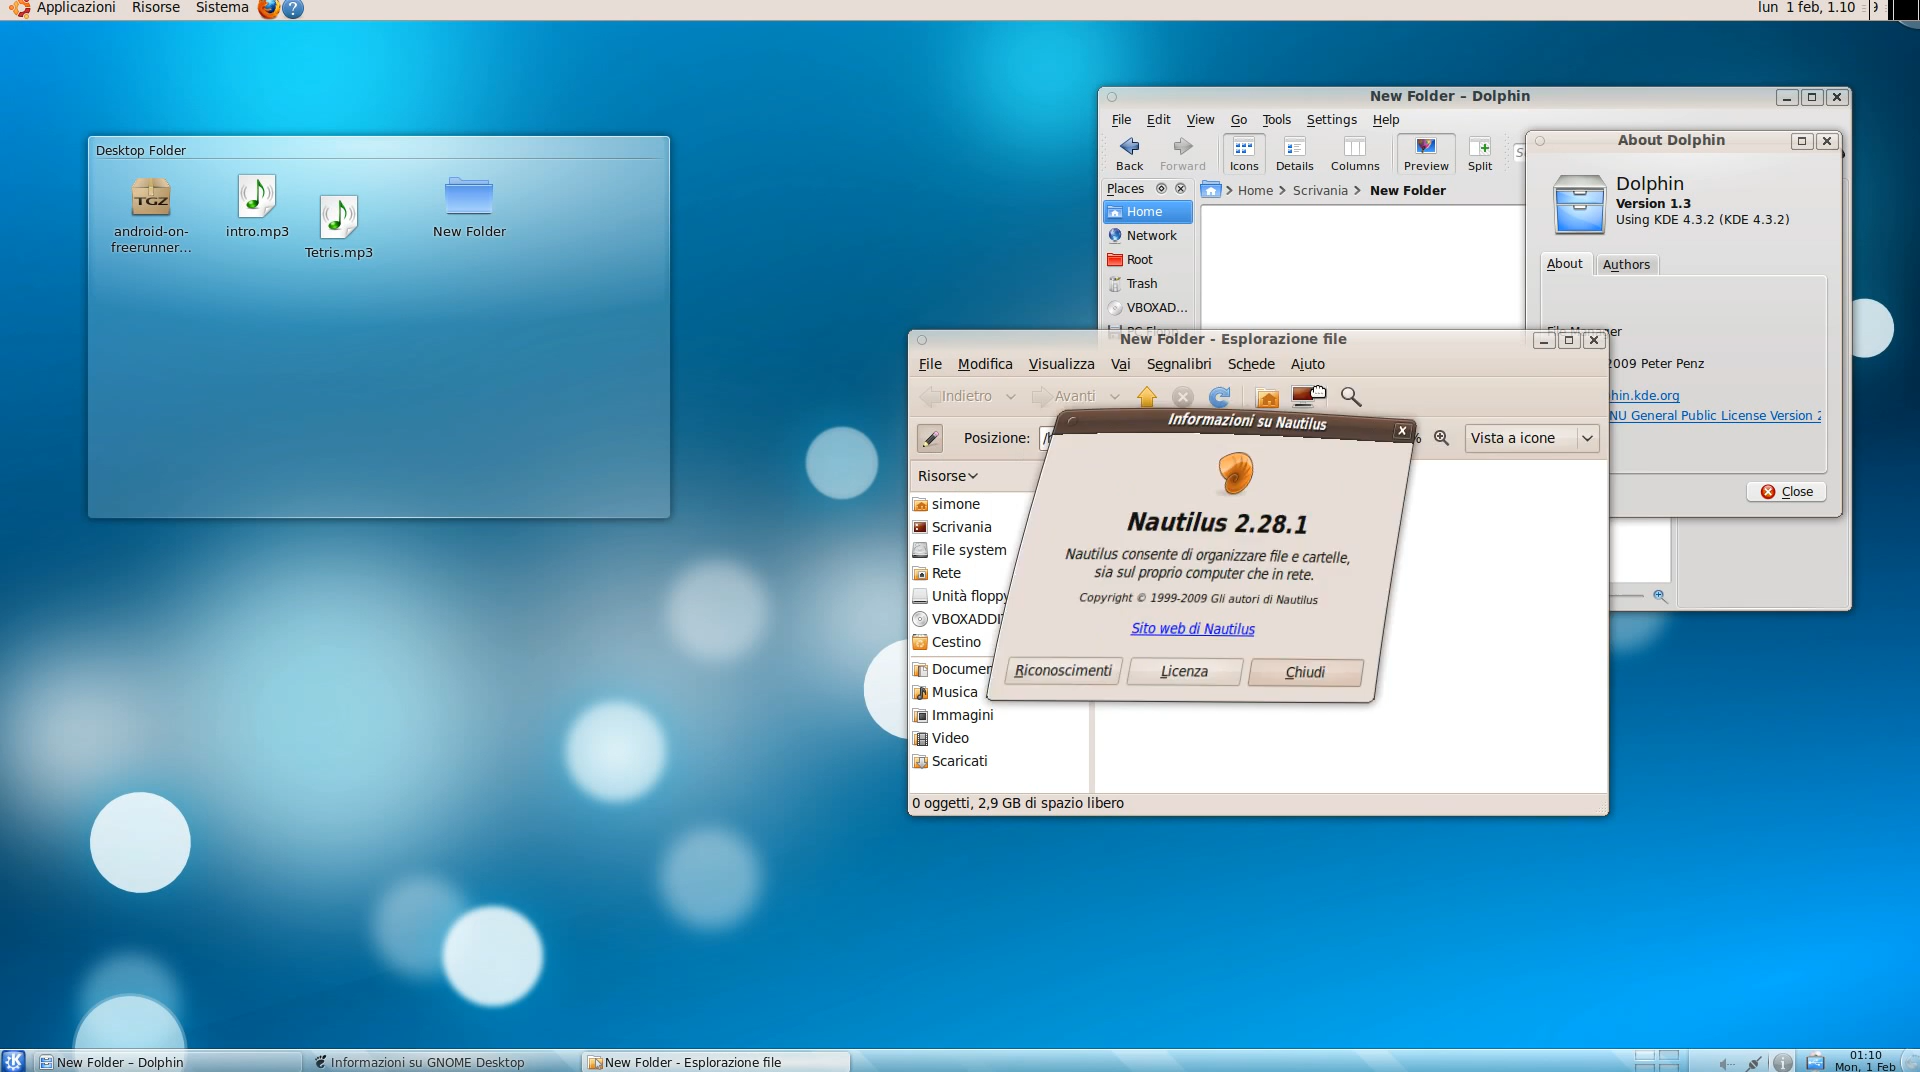 Applicazioni Risorse Sistema
lun 1 feb, 1.10
Desktop Folder
TGZ
android-on-
freerunner...
intro.mp3
Tetris.mp3
New Folder
New Folder – Dolphin
File Edit View Go Tools Settings Help
Back Forward Icons Details Columns Preview Split
Places
Home > Scrivania > New Folder
Home
Network
Root
Trash
VBOXAD...
About Dolphin
Dolphin
Version 1.3
Using KDE 4.3.2 (KDE 4.3.2)
About Authors
File Manager
2009 Peter Penz
hin.kde.org
NU General Public License Version 2
Close
New Folder - Esplorazione file
File Modifica Visualizza Vai Segnalibri Schede Aiuto
Indietro Avanti
Posizione:
% Vista a icone
Risorse
simone
Scrivania
File system
Rete
Unità floppy
VBOXADDI
Cestino
Documen
Musica
Immagini
Video
Scaricati
0 oggetti, 2,9 GB di spazio libero
Informazioni su Nautilus
Nautilus 2.28.1
Nautilus consente di organizzare file e cartelle,
sia sul proprio computer che in rete.
Copyright © 1999-2009 Gli autori di Nautilus
Sito web di Nautilus
Riconoscimenti Licenza Chiudi
New Folder – Dolphin
Informazioni su GNOME Desktop
New Folder - Esplorazione file
01:10
Mon, 1 Feb